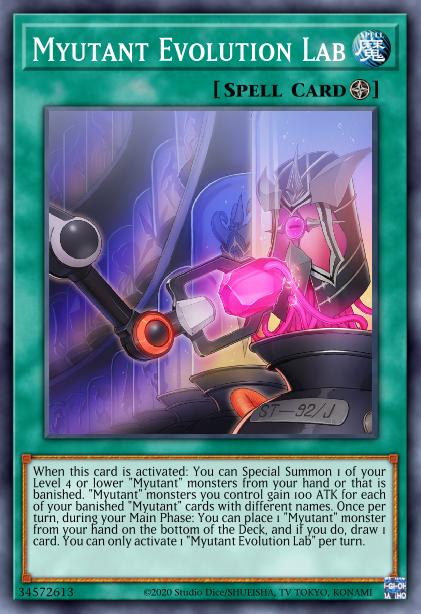 Myutant Evolution Lab
SPELL
魔
[Spell Card]
ST-92/J
When this card is activated: You can Special Summon 1 of your
Level 4 or lower "Myutant" monsters from your hand or that is
banished. "Myutant" monsters you control gain 100 ATK for each
of your banished "Myutant" cards with different names. Once per
turn, during your Main Phase: You can place 1 "Myutant" monster
from your hand on the bottom of the Deck, and if you do, draw 1
card. You can only activate 1 "Myutant Evolution Lab" per turn.
34572613 ©2020 Studio Dice/SHUEISHA, TV TOKYO, KONAMI